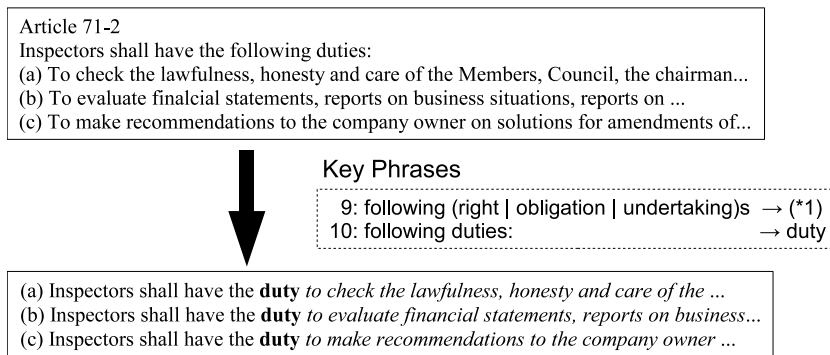 Article 71-2
Inspectors shall have the following duties:
(a) To check the lawfulness, honesty and care of the Members, Council, the chairman...
(b) To evaluate finalcial statements, reports on business situations, reports on ...
(c) To make recommendations to the company owner on solutions for amendments of...
Key Phrases
9: following (right | obligation | undertaking)s → (*1)
10: following duties: → duty
(a) Inspectors shall have the duty to check the lawfulness, honesty and care of the ...
(b) Inspectors shall have the duty to evaluate financial statements, reports on business...
(c) Inspectors shall have the duty to make recommendations to the company owner ...